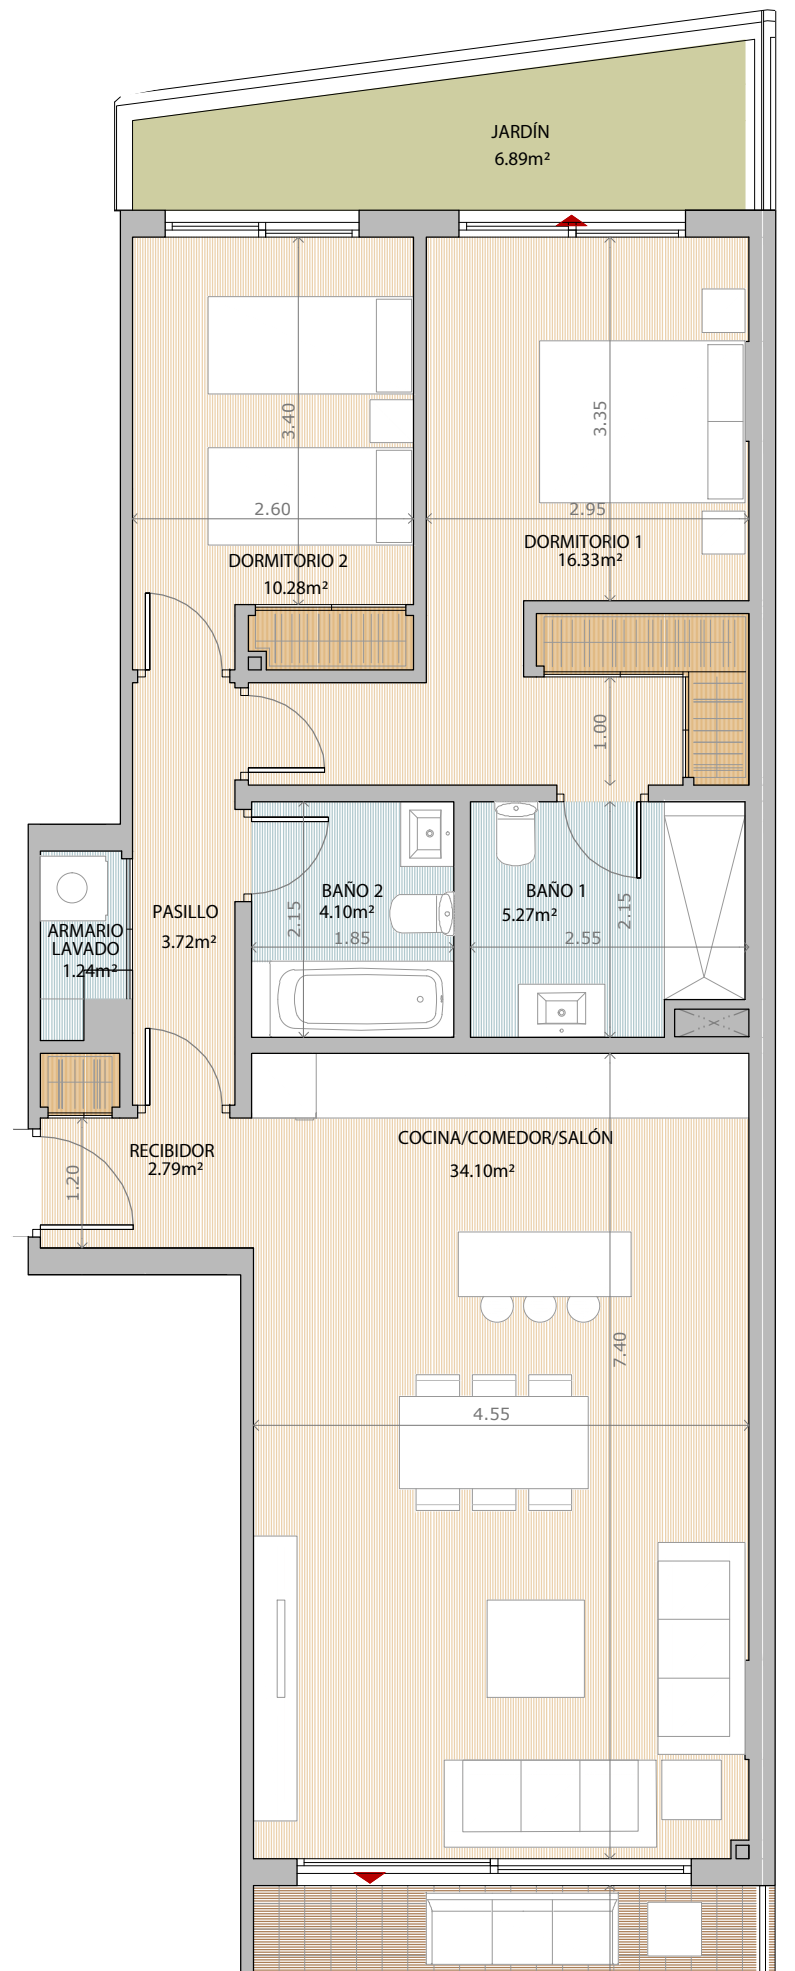 JARDÍN
6.89m²
3.40
3.35
2.60
2.95
DORMITORIO 2
10.28m²
DORMITORIO 1
16.33m²
1.00
BAÑO 2
4.10m²
2.15
1.85
BAÑO 1
5.27m²
2.15
2.55
PASILLO
3.72m²
ARMARIO
LAVADO
1.24m²
RECIBIDOR
2.79m²
1.20
COCINA/COMEDOR/SALÓN
34.10m²
7.40
4.55